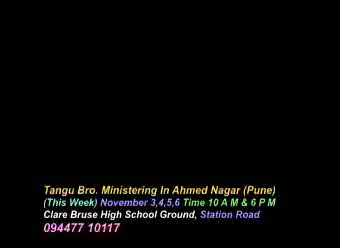 Tangu Bro. Ministering In Ahmed Nagar (Pune)
(This Week) November 3,4,5,6 Time 10 A M & 6 P M
Clare Bruse High School Ground, Station Road
094477 10117